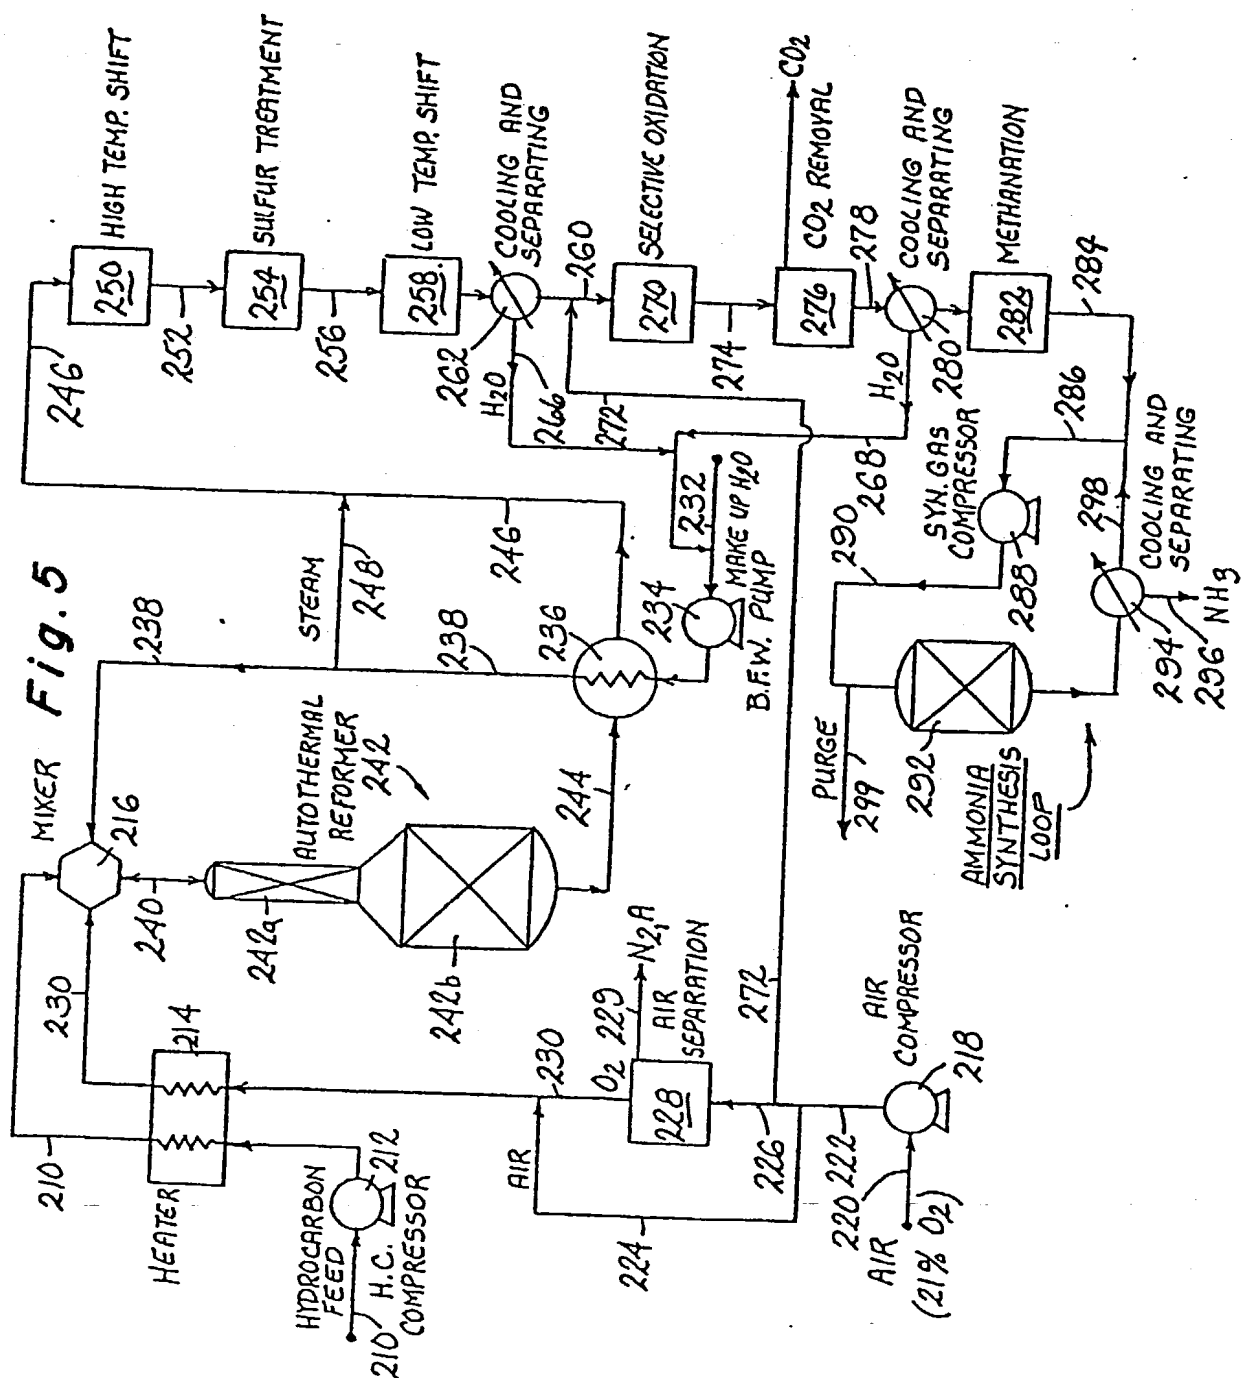 Fig. 5
HYDROCARBON
FEED
210
H.C.
COMPRESSOR
212
210
HEATER
214
230
MIXER
216
240
238
STEAM
248
238
236
246
246
AUTOTHERMAL
REFORMER
242
242a
242b
244
AIR
224
230
O2
229
N2,A
AIR
SEPARATION
228
226
222
220
AIR
(21% O2)
AIR
COMPRESSOR
218
272
B.F.W. PUMP
234
MAKE UP H2O
232
HIGH TEMP. SHIFT
250
252
SULFUR TREATMENT
254
256
LOW TEMP. SHIFT
258
COOLING AND
SEPARATING
262
H2O
266
272
260
SELECTIVE OXIDATION
270
274
CO2 REMOVAL
276
CO2
278
COOLING AND
SEPARATING
280
H2O
268
METHANATION
282
284
286
SYN. GAS
COMPRESSOR
288
290
298
COOLING AND
SEPARATING
294
296
NH3
PURGE
299
292
AMMONIA
SYNTHESIS
LOOP